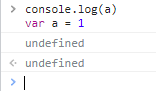 > console.log(a)
var a = 1
undefined
< undefined
>